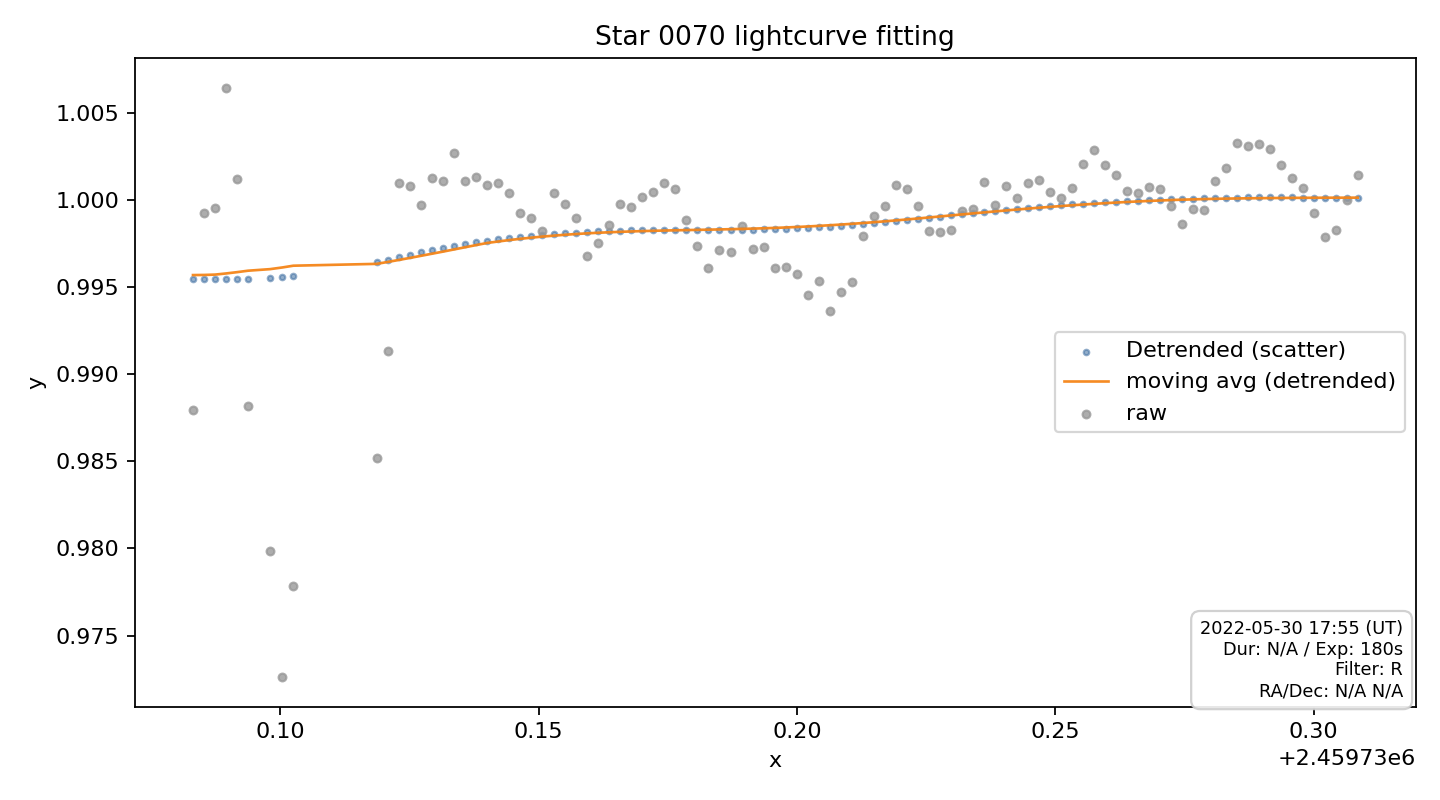 Star 0070 lightcurve fitting
1.005
1.000
0.995
0.990
0.985
0.980
0.975
y
Detrended (scatter)
moving avg (detrended)
raw
2022-05-30 17:55 (UT)
Dur: N/A / Exp: 180s
Filter: R
RA/Dec: N/A N/A
0.10 0.15 0.20 0.25 0.30
x
+2.45973e6